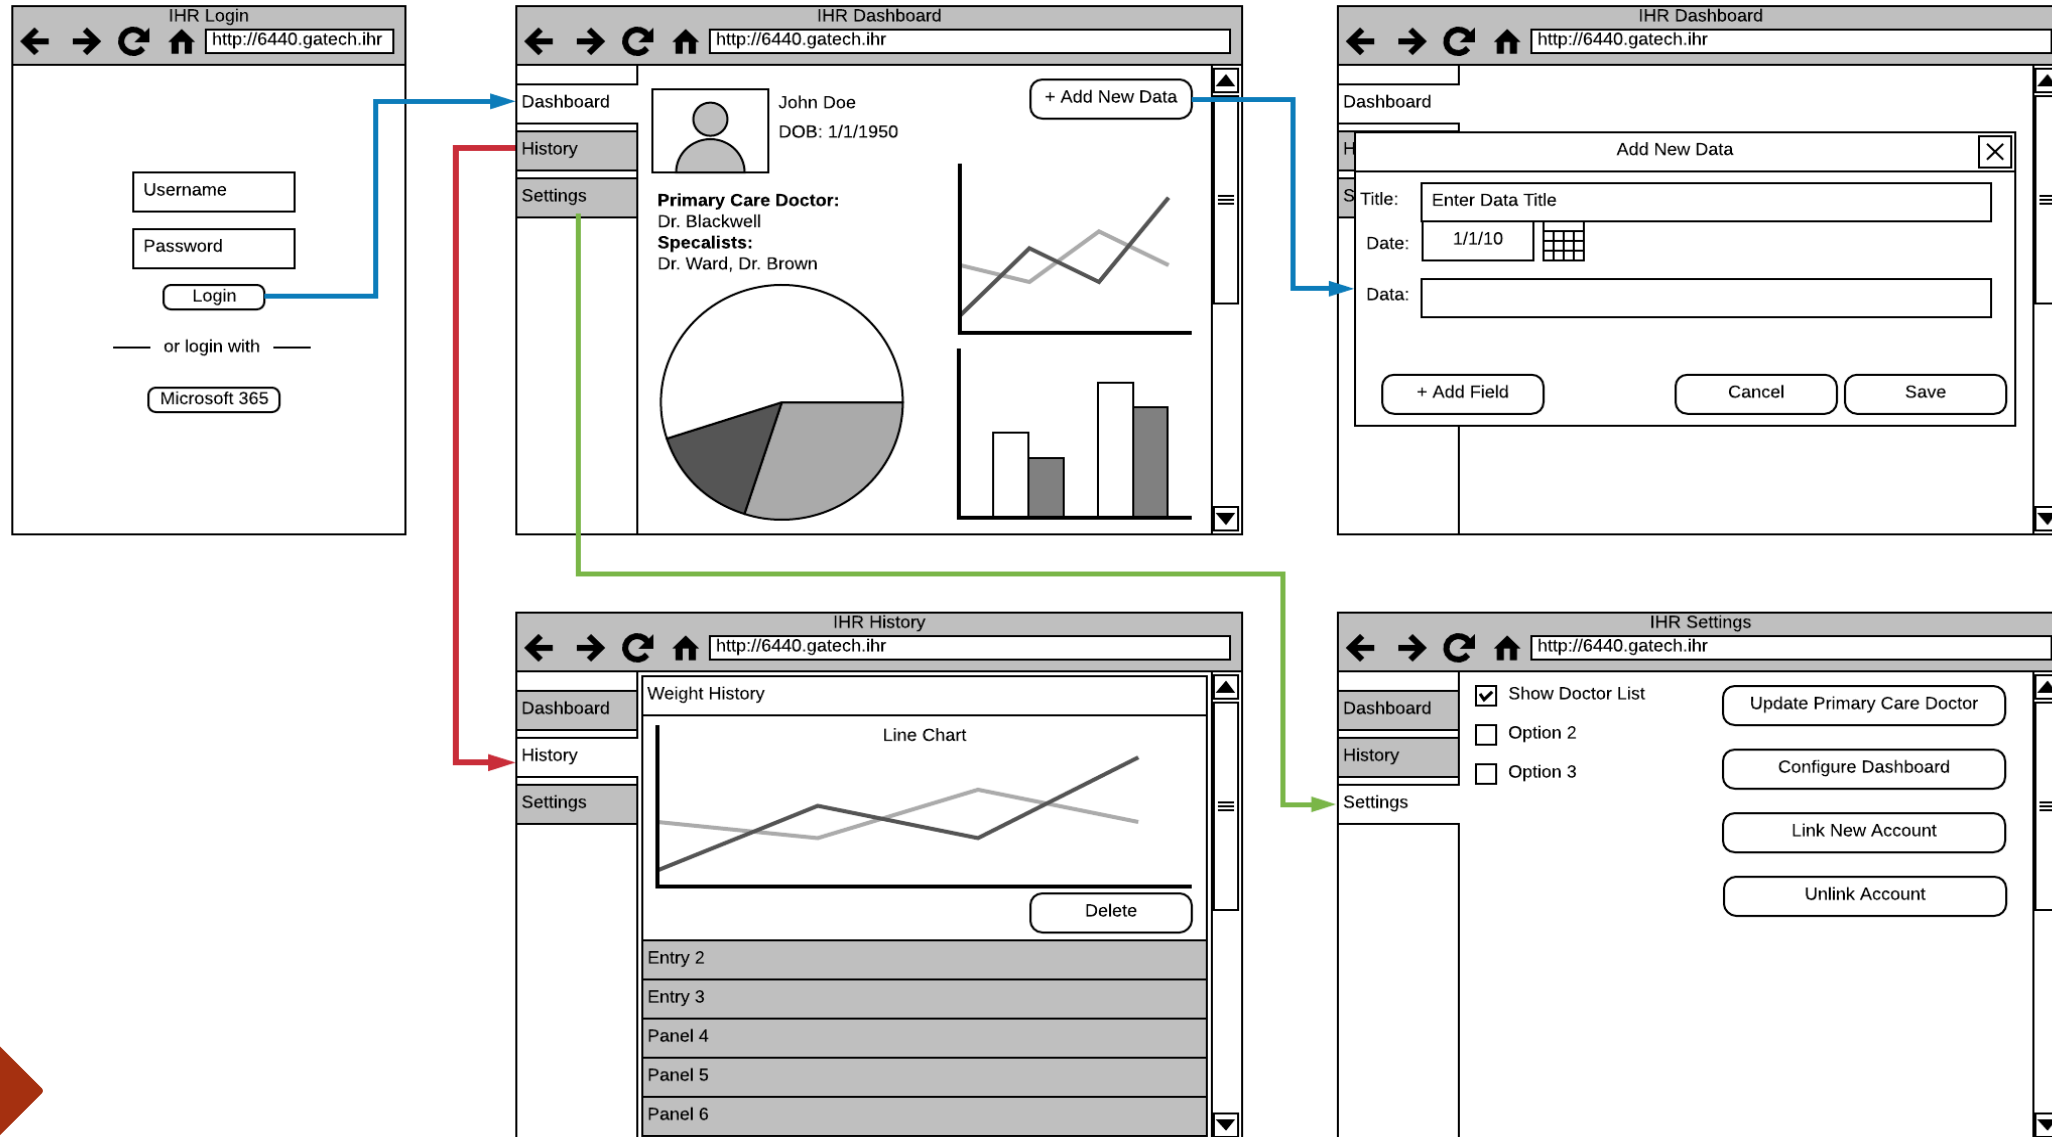 IHR Login
http://6440.gatech.ihr
Username
Password
Login
or login with
Microsoft 365
IHR Dashboard
http://6440.gatech.ihr
Dashboard
History
Settings
John Doe
DOB: 1/1/1950
+ Add New Data
Primary Care Doctor:
Dr. Blackwell
Specalists:
Dr. Ward, Dr. Brown
IHR Dashboard
http://6440.gatech.ihr
Dashboard
H
S
Add New Data
Title:
Enter Data Title
Date:
1/1/10
Data:
+ Add Field
Cancel
Save
IHR History
http://6440.gatech.ihr
Dashboard
History
Settings
Weight History
Line Chart
Delete
Entry 2
Entry 3
Panel 4
Panel 5
Panel 6
IHR Settings
http://6440.gatech.ihr
Dashboard
History
Settings
Show Doctor List
Option 2
Option 3
Update Primary Care Doctor
Configure Dashboard
Link New Account
Unlink Account